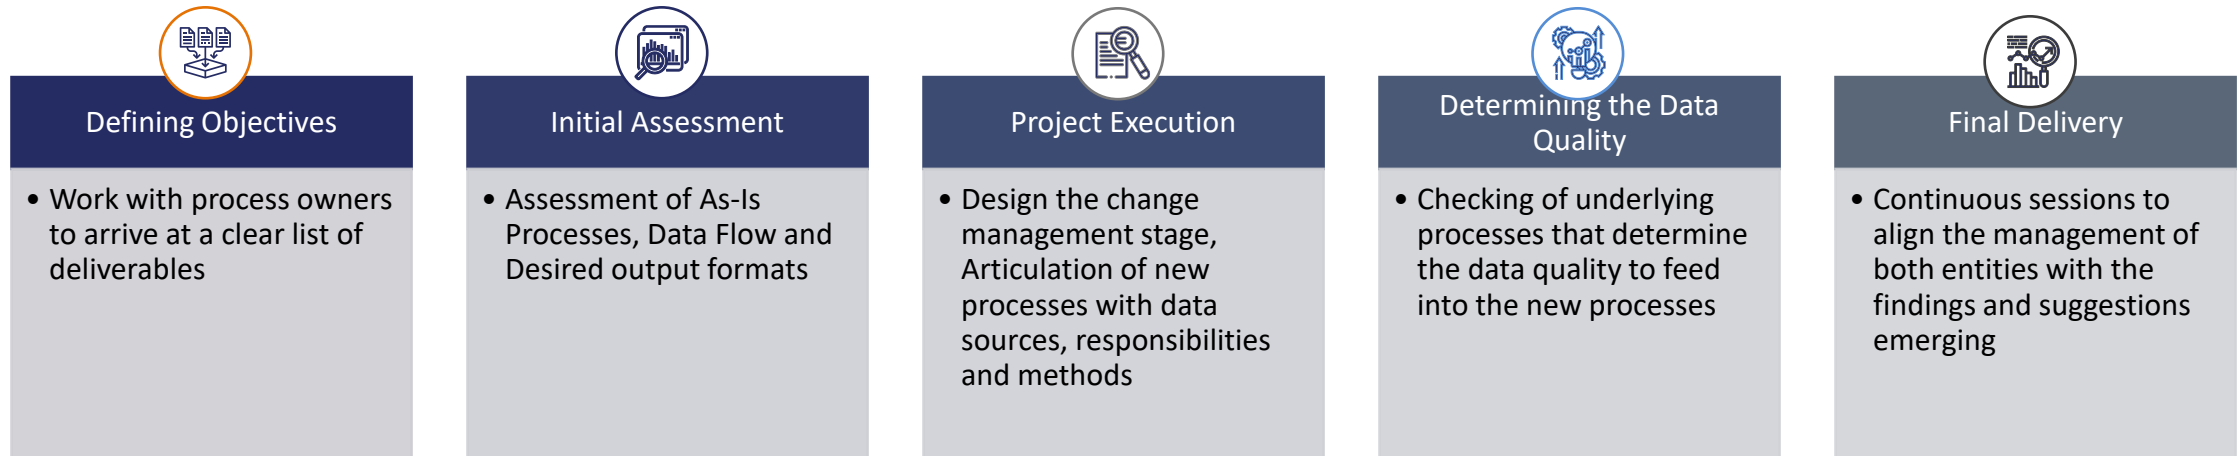 Defining Objectives
• Work with process owners
to arrive at a clear list of
deliverables
Initial Assessment
• Assessment of As-Is
Processes, Data Flow and
Desired output formats
Project Execution
• Design the change
management stage,
Articulation of new
processes with data
sources, responsibilities
and methods
Determining the Data
Quality
• Checking of underlying
processes that determine
the data quality to feed
into the new processes
Final Delivery
• Continuous sessions to
align the management of
both entities with the
findings and suggestions
emerging